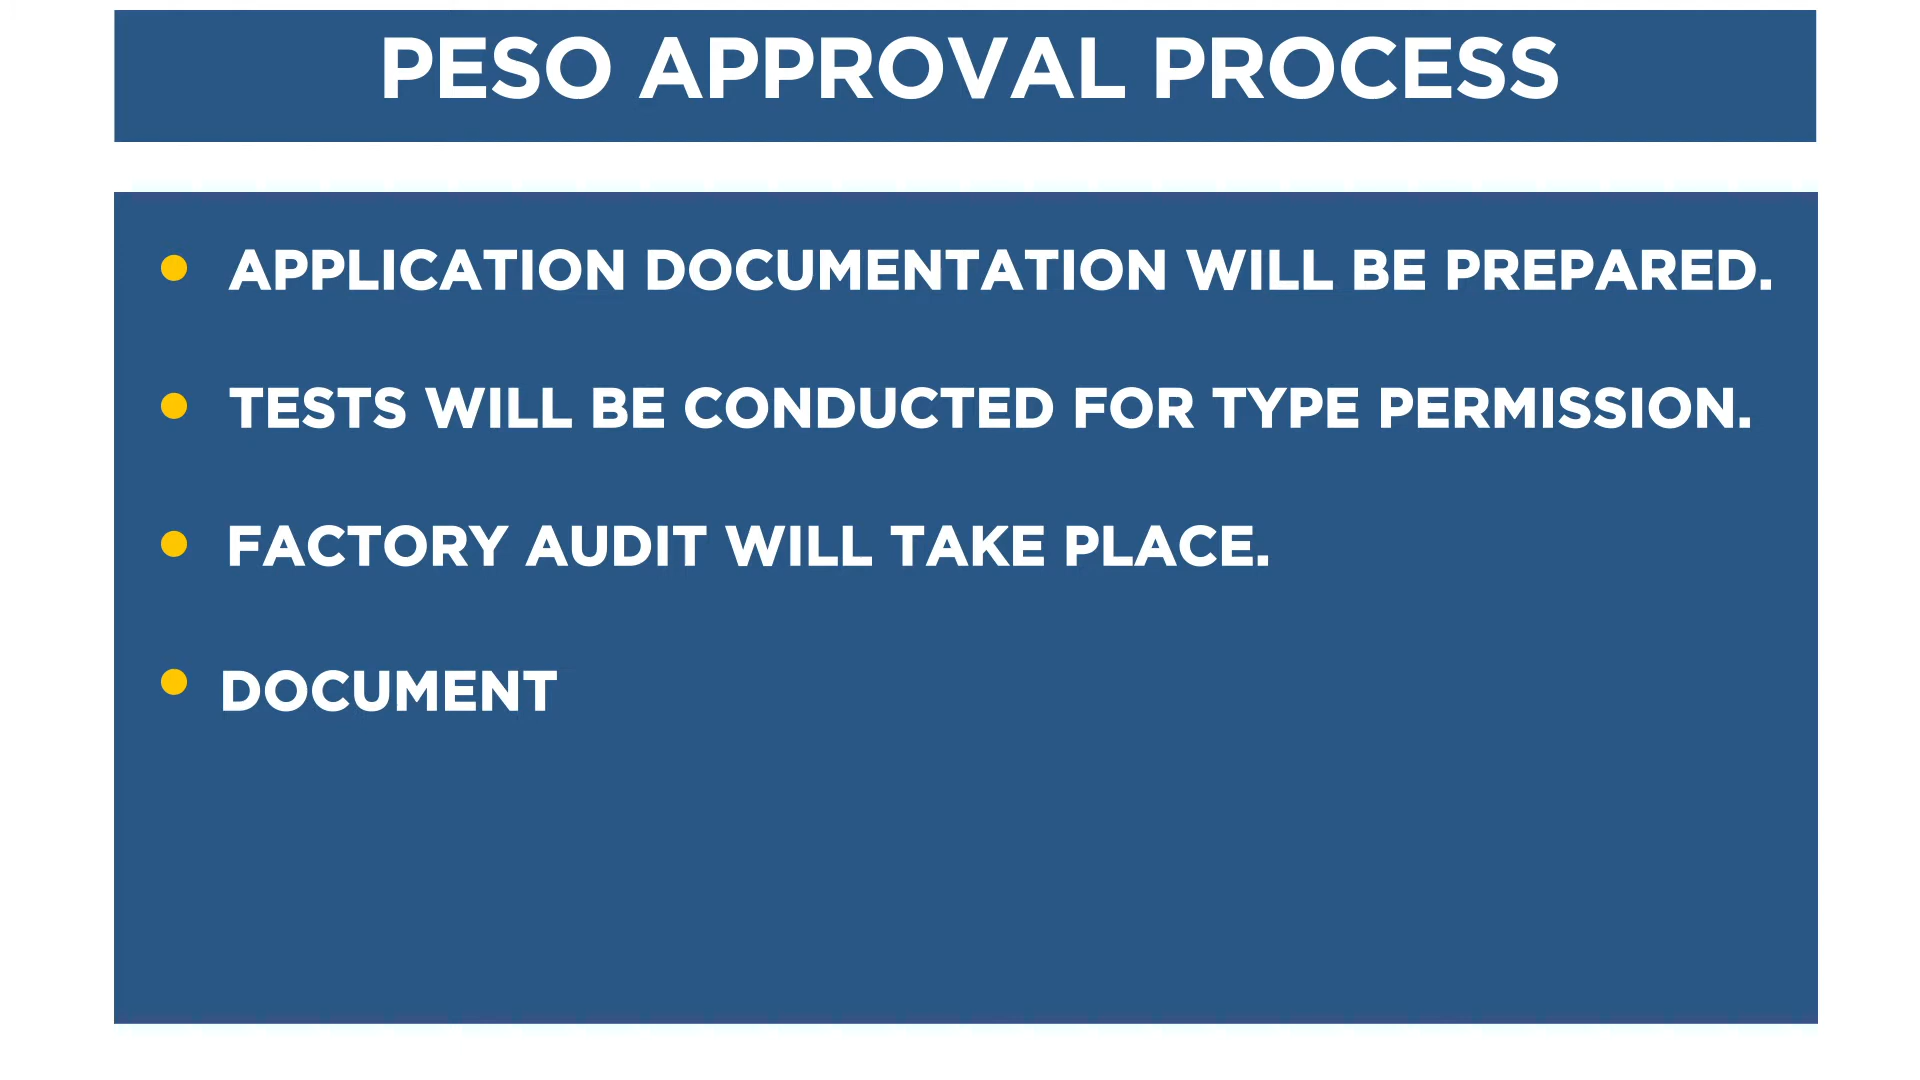 PESO APPROVAL PROCESS
APPLICATION DOCUMENTATION WILL BE PREPARED.
TESTS WILL BE CONDUCTED FOR TYPE PERMISSION.
FACTORY AUDIT WILL TAKE PLACE.
DOCUMENT